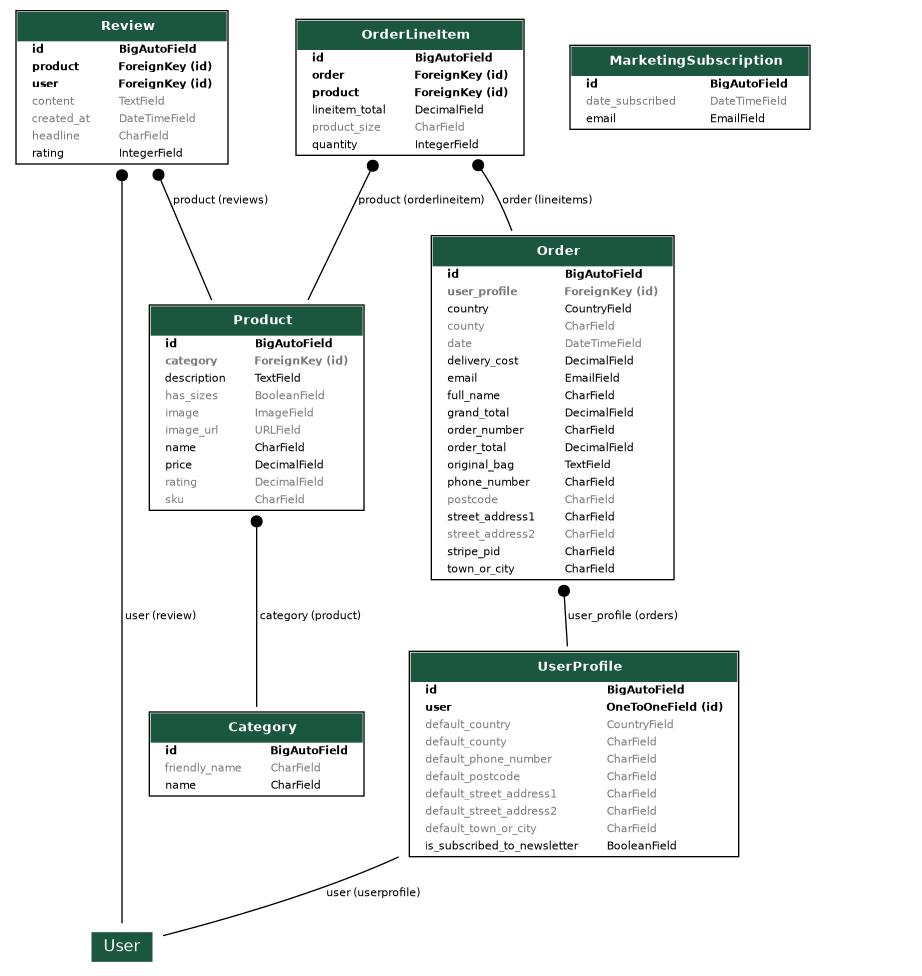 Review
id BigAutoField
product ForeignKey (id)
user ForeignKey (id)
content TextField
created_at DateTimeField
headline CharField
rating IntegerField
OrderLineItem
id BigAutoField
order ForeignKey (id)
product ForeignKey (id)
lineitem_total DecimalField
product_size CharField
quantity IntegerField
MarketingSubscription
id BigAutoField
date_subscribed DateTimeField
email EmailField
product (reviews)
product (orderlineitem)
order (lineitems)
Product
id BigAutoField
category ForeignKey (id)
description TextField
has_sizes BooleanField
image ImageField
image_url URLField
name CharField
price DecimalField
rating DecimalField
sku CharField
Order
id BigAutoField
user_profile ForeignKey (id)
country CountryField
county CharField
date DateTimeField
delivery_cost DecimalField
email EmailField
full_name CharField
grand_total DecimalField
order_number CharField
order_total DecimalField
original_bag TextField
phone_number CharField
postcode CharField
street_address1 CharField
street_address2 CharField
stripe_pid CharField
town_or_city CharField
user (review)
category (product)
user_profile (orders)
Category
id BigAutoField
friendly_name CharField
name CharField
UserProfile
id BigAutoField
user OneToOneField (id)
default_country CountryField
default_county CharField
default_phone_number CharField
default_postcode CharField
default_street_address1 CharField
default_street_address2 CharField
default_town_or_city CharField
is_subscribed_to_newsletter BooleanField
user (userprofile)
User